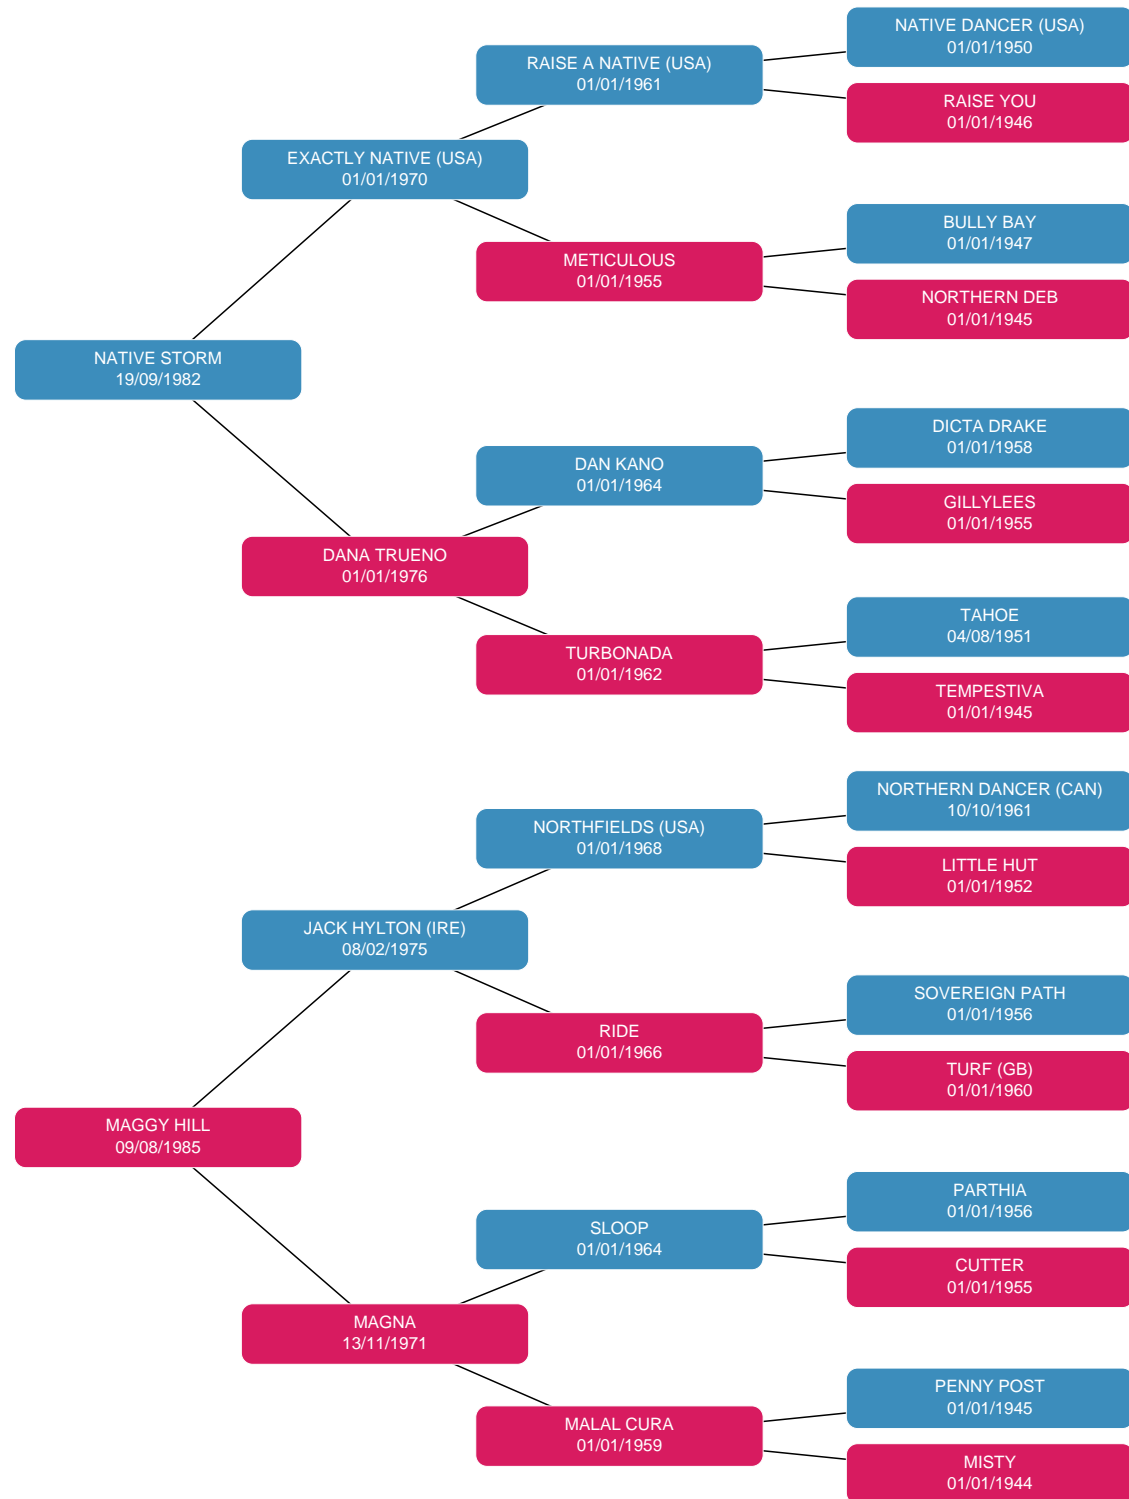 NATIVE DANCER (USA)
01/01/1950
RAISE A NATIVE (USA)
01/01/1961
RAISE YOU
01/01/1946
EXACTLY NATIVE (USA)
01/01/1970
BULLY BAY
01/01/1947
METICULOUS
01/01/1955
NORTHERN DEB
01/01/1945
NATIVE STORM
19/09/1982
DICTA DRAKE
01/01/1958
DAN KANO
01/01/1964
GILLYLEES
01/01/1955
DANA TRUENO
01/01/1976
TAHOE
04/08/1951
TURBONADA
01/01/1962
TEMPESTIVA
01/01/1945
NORTHERN DANCER (CAN)
10/10/1961
NORTHFIELDS (USA)
01/01/1968
LITTLE HUT
01/01/1952
JACK HYLTON (IRE)
08/02/1975
SOVEREIGN PATH
01/01/1956
RIDE
01/01/1966
TURF (GB)
01/01/1960
MAGGY HILL
09/08/1985
PARTHIA
01/01/1956
SLOOP
01/01/1964
CUTTER
01/01/1955
MAGNA
13/11/1971
PENNY POST
01/01/1945
MALAL CURA
01/01/1959
MISTY
01/01/1944